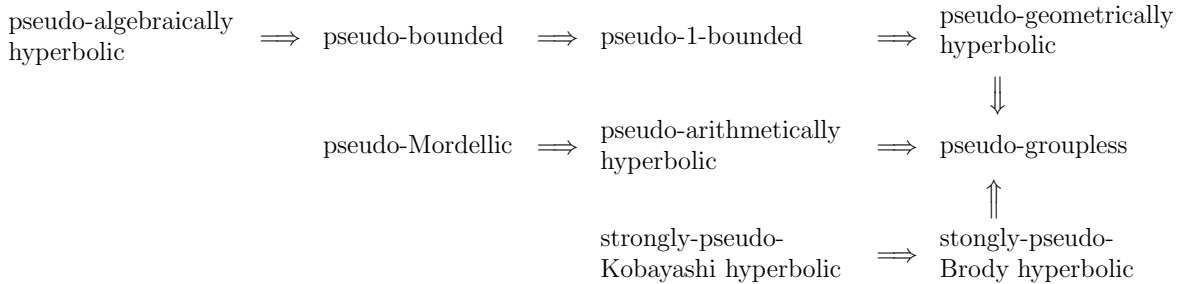 pseudo-algebraically
hyperbolic
⟹
pseudo-bounded
⟹
pseudo-1-bounded
⟹
pseudo-geometrically
hyperbolic
⇓
pseudo-Mordellic
⟹
pseudo-arithmetically
hyperbolic
⟹
pseudo-groupless
⇑
strongly-pseudo-
Kobayashi hyperbolic
⟹
stongly-pseudo-
Brody hyperbolic